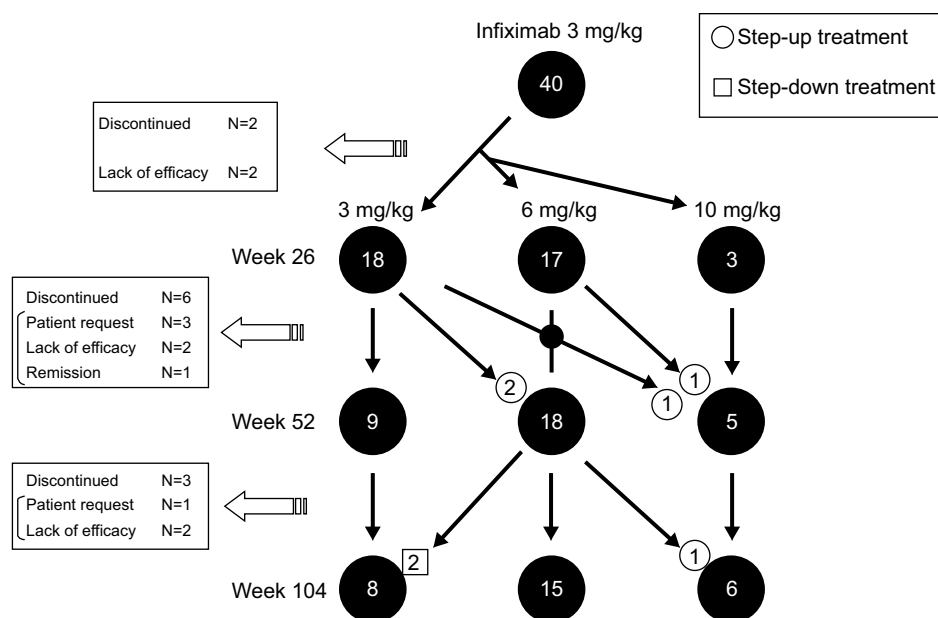 Infiximab 3 mg/kg
Step-up treatment
Step-down treatment
40
Discontinued N=2
Lack of efficacy N=2
3 mg/kg 6 mg/kg 10 mg/kg
Week 26 18 17 3
Discontinued N=6
Patient request N=3
Lack of efficacy N=2
Remission N=1
2 1 1
Week 52 9 18 5
Discontinued N=3
Patient request N=1
Lack of efficacy N=2
2 1
Week 104 8 15 6